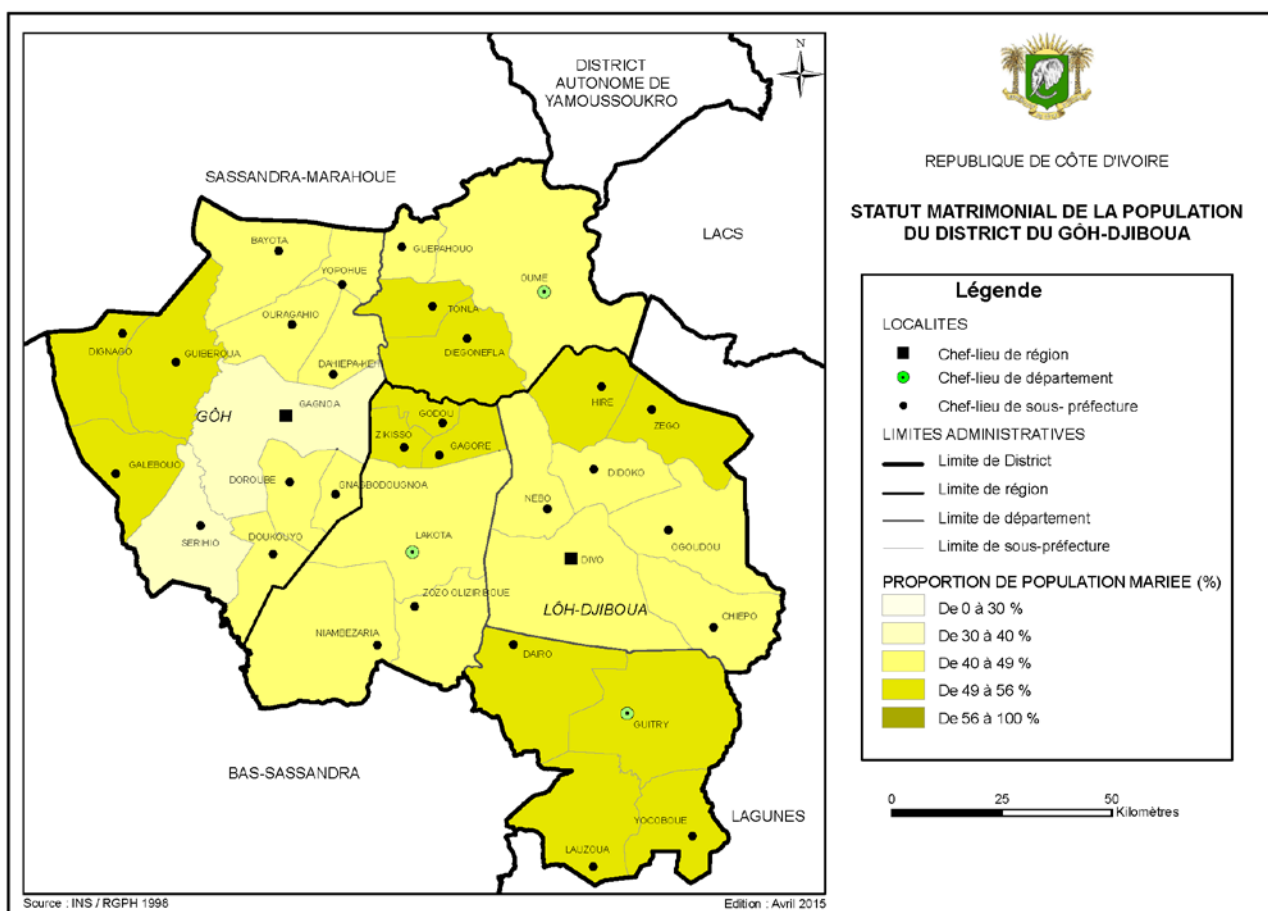 N
DISTRICT
AUTONOME DE
YAMOUSSOUKRO
SASSANDRA-MARAHOUE
LACS
BAYOTA
GUEPAHOUO
YOPOHUE
OUME
OURAGAHIO
TONLA
DIGNAGO
GUIBEROUA
DIEGONEFLA
DAHIEPA-KEHI
HIRE
GAGNOA
GÔH
GODOU
ZEGO
ZIKISSO
GAGORE
GALEBOUO
DIDOKO
DOROUBE
GNAGBODOUGNOA
NEBO
SERIHIO
DOUKOUYO
LAKOTA
OGOUDOU
DIVO
ZOZO OLIZIRIBOUE
LÔH-DJIBOUA
CHIEPO
NIAMBEZARIA
DAIRO
GUITRY
BAS-SASSANDRA
LAGUNES
YOCOBOUE
LAUZOUA
Source : INS / RGPH 1998
Edition : Avril 2015
REPUBLIQUE DE CÔTE D'IVOIRE
STATUT MATRIMONIAL DE LA POPULATION
DU DISTRICT DU GÔH-DJIBOUA
Légende
LOCALITES
Chef-lieu de région
Chef-lieu de département
Chef-lieu de sous- préfecture
LIMITES ADMINISTRATIVES
Limite de District
Limite de région
Limite de département
Limite de sous-préfecture
PROPORTION DE POPULATION MARIEE (%)
De 0 à 30 %
De 30 à 40 %
De 40 à 49 %
De 49 à 56 %
De 56 à 100 %
0 25 50
Kilomètres